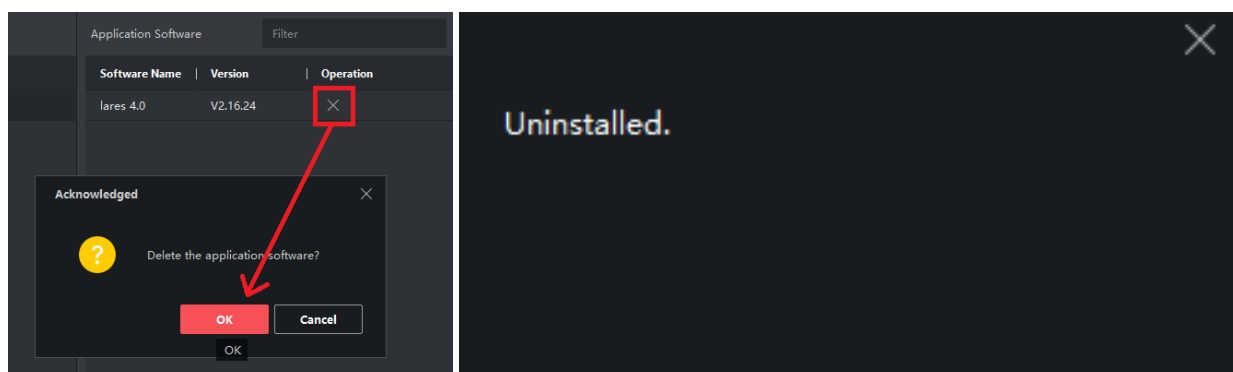 Application Software
Filter
Software Name | Version | Operation
lares 4.0 V2.16.24
Acknowledged
Delete the application software?
OK Cancel
OK
Uninstalled.